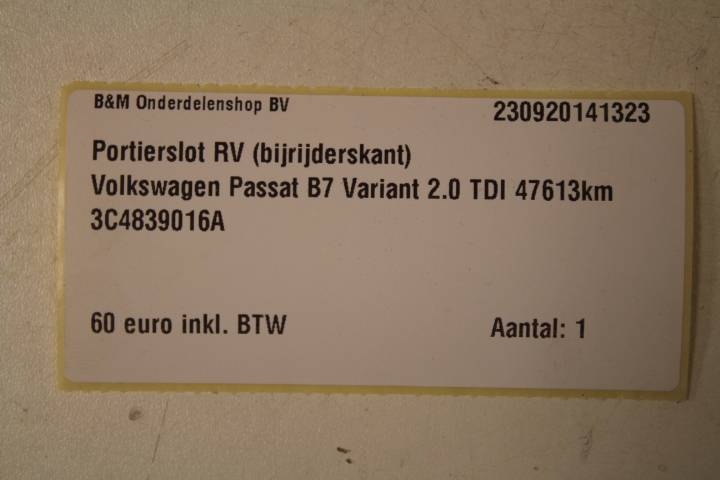 B&M Onderdelenshop BV 230920141323
Portierslot RV (bijrijderskant)
Volkswagen Passat B7 Variant 2.0 TDI 47613km
3C4839016A
60 euro inkl. BTW Aantal: 1